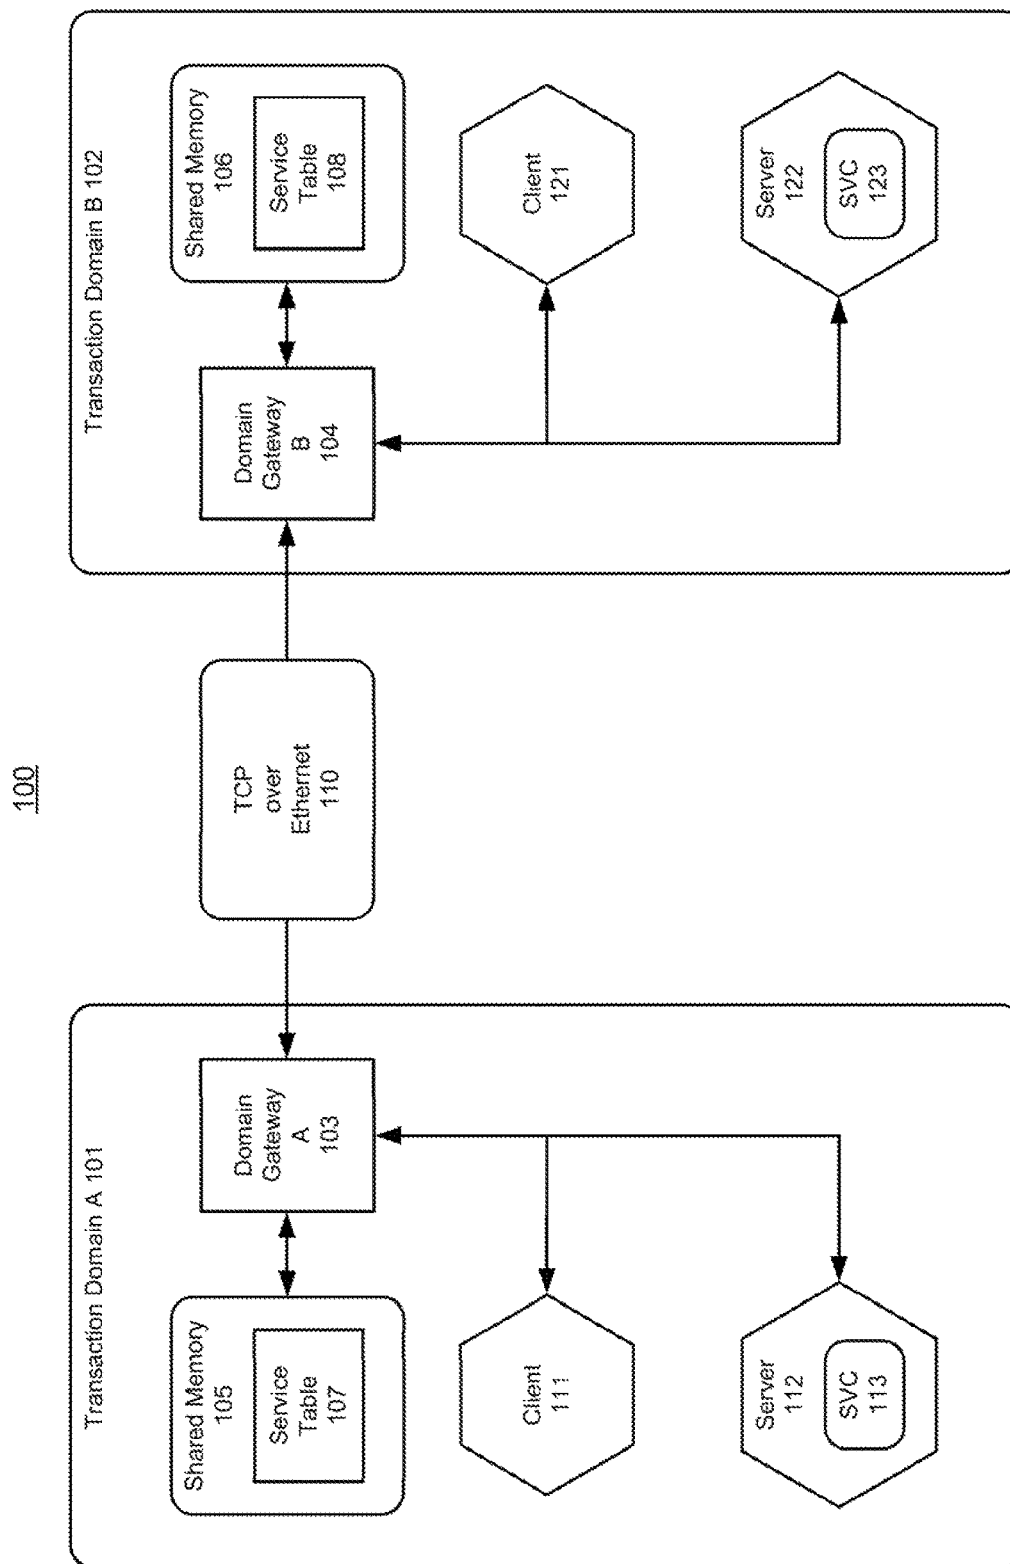 100
Transaction Domain A 101
Shared Memory
105
Service
Table
107
Domain
Gateway
A
103
Client
111
Server
112
SVC
113
TCP
over
Ethernet
110
Transaction Domain B 102
Domain
Gateway
B
104
Shared Memory
106
Service
Table
108
Client
121
Server
122
SVC
123